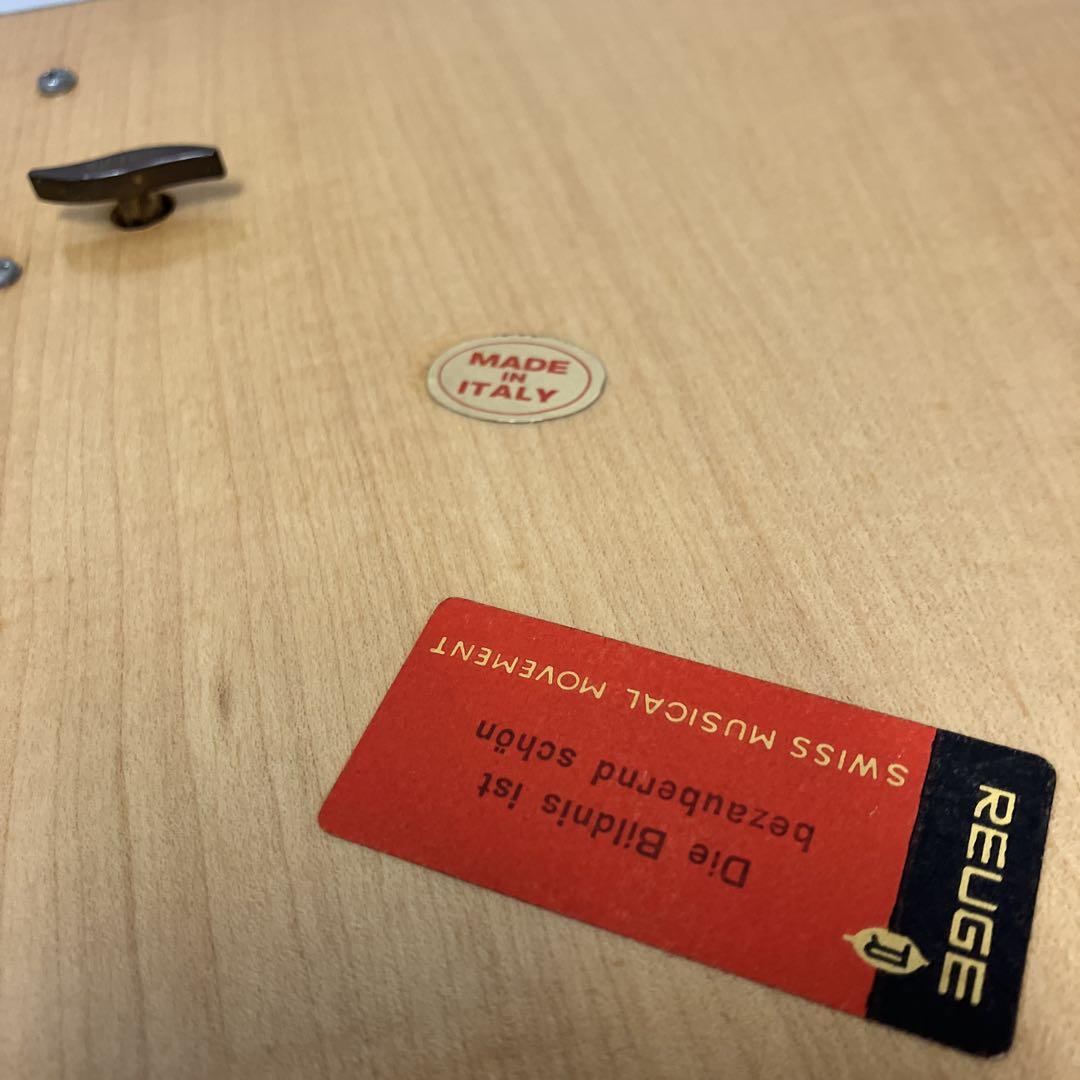 MADE
IN
ITALY
REUGE
Die Bildnis ist
bezaubernd schön
SWISS MUSICAL MOVEMENT